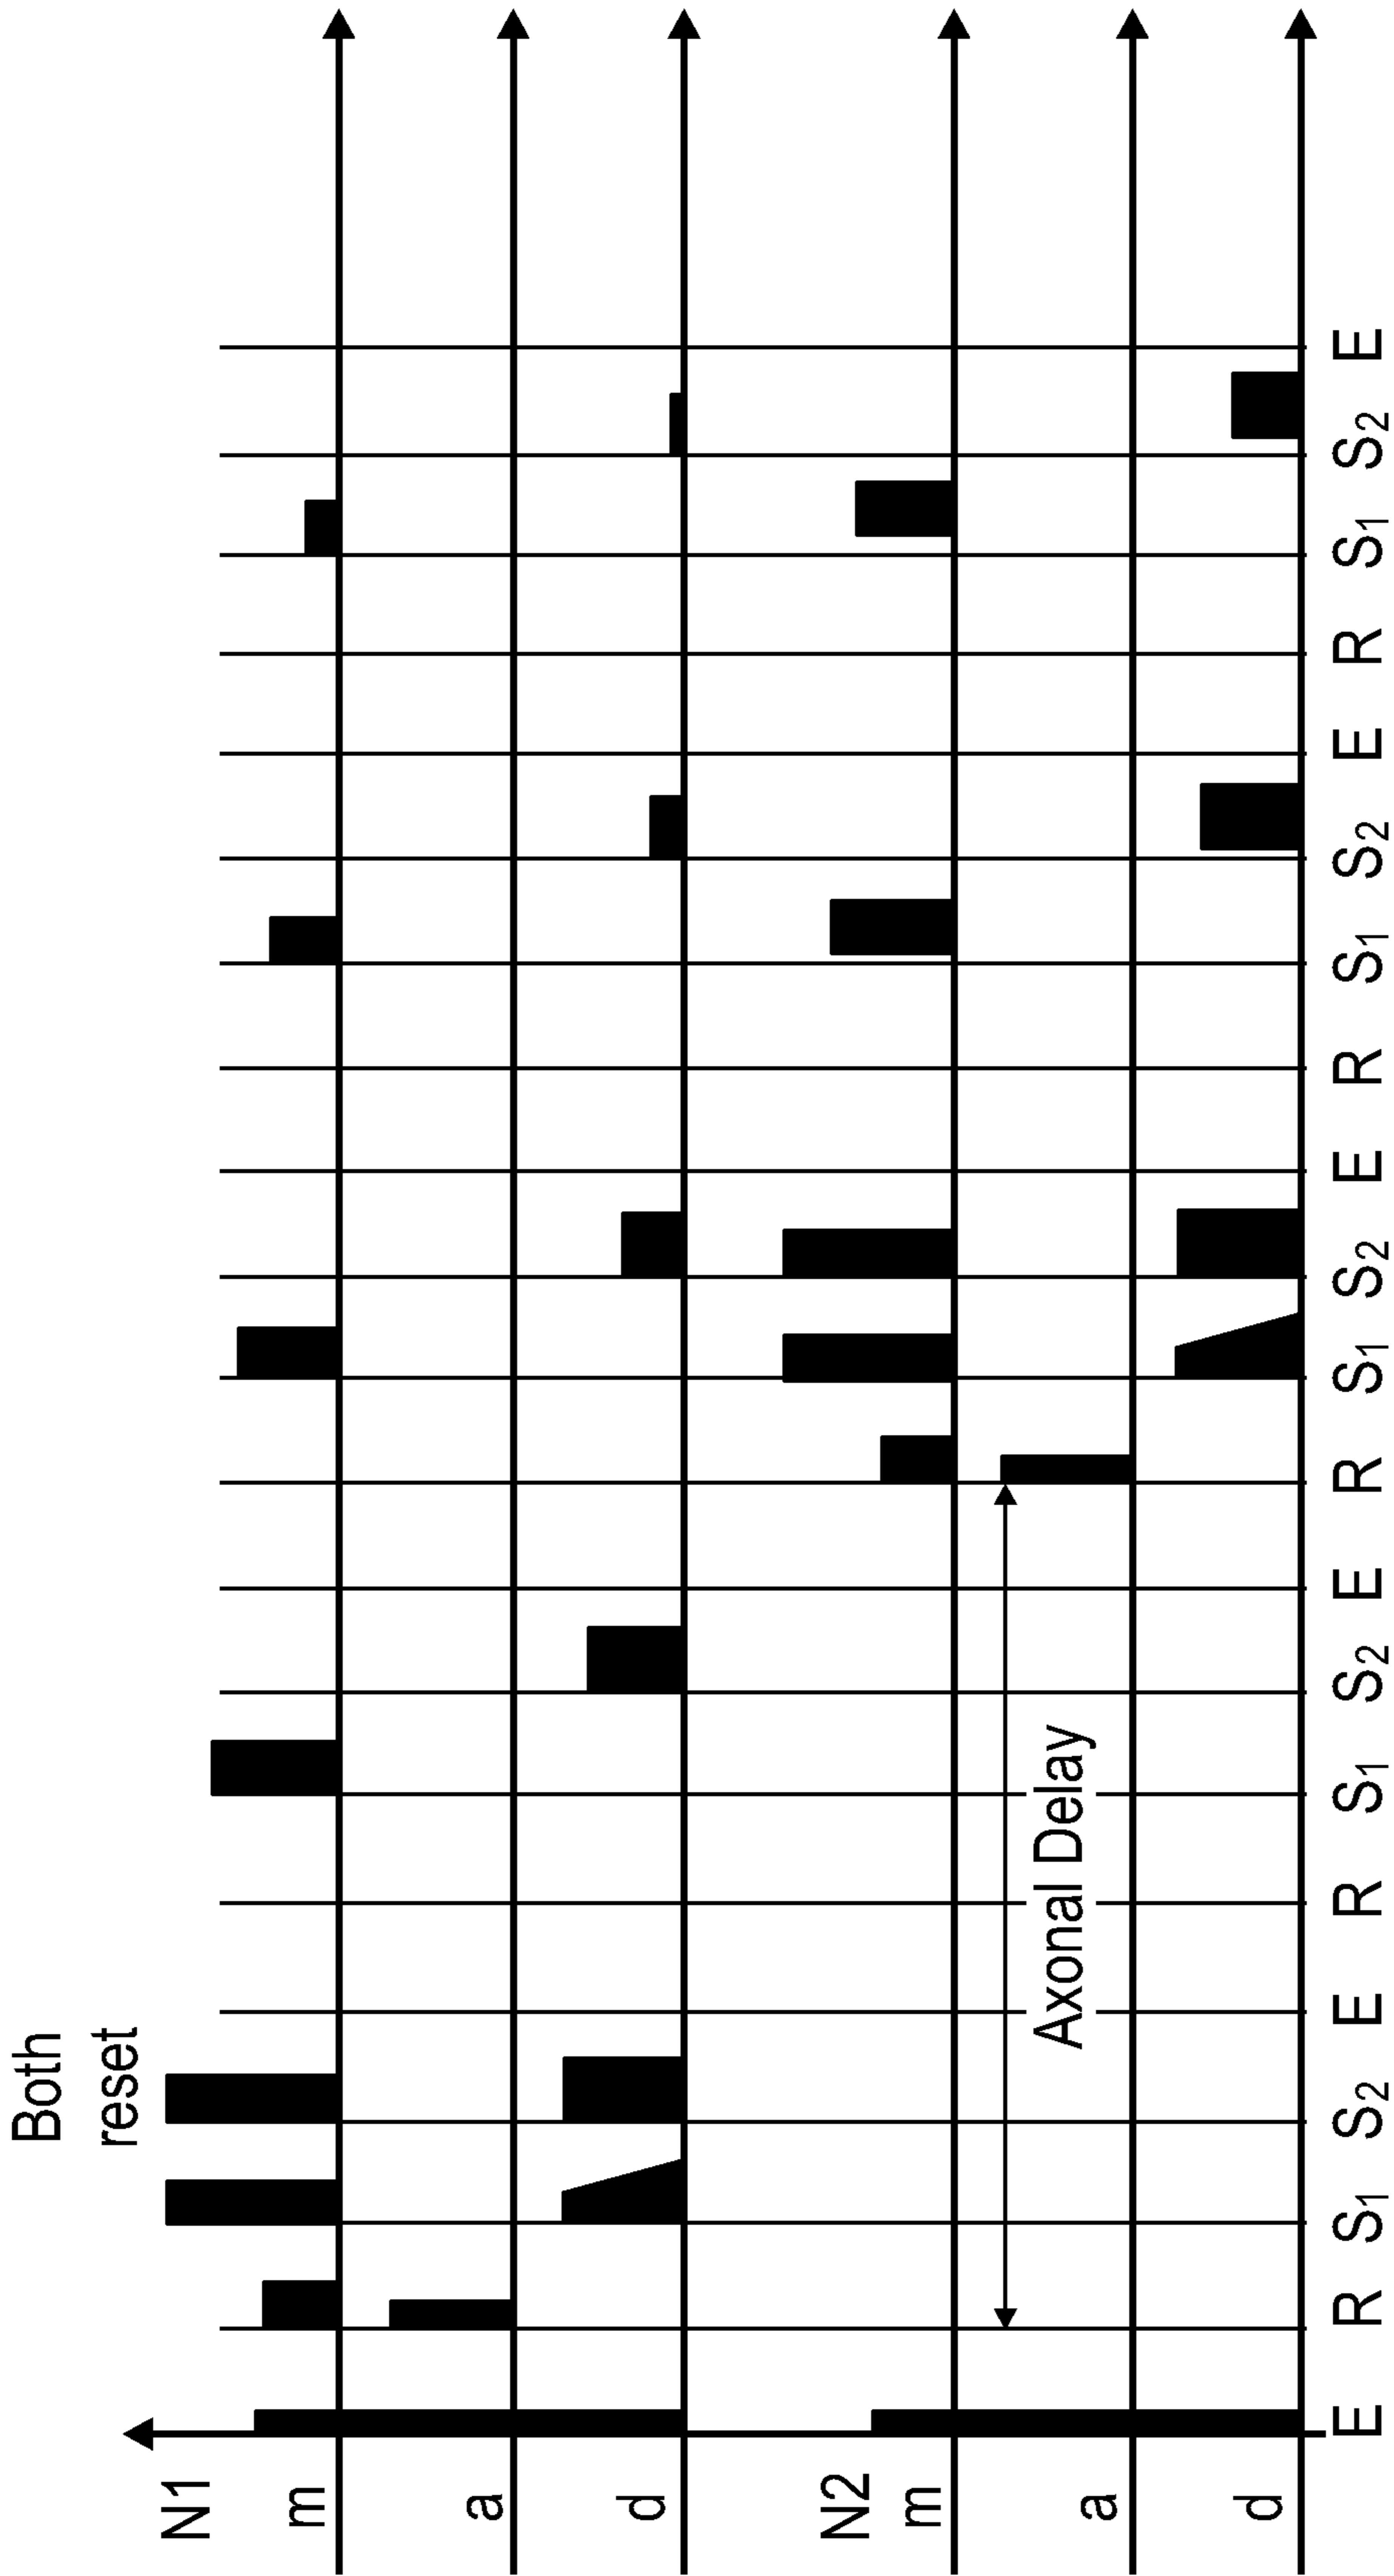 Both
reset
N1
m
a
d
N2
m
Axonal Delay
a
d
E R S₁ S₂ E R S₁ S₂ E R S₁ S₂ E R S₁ S₂ E R S₁ S₂ E